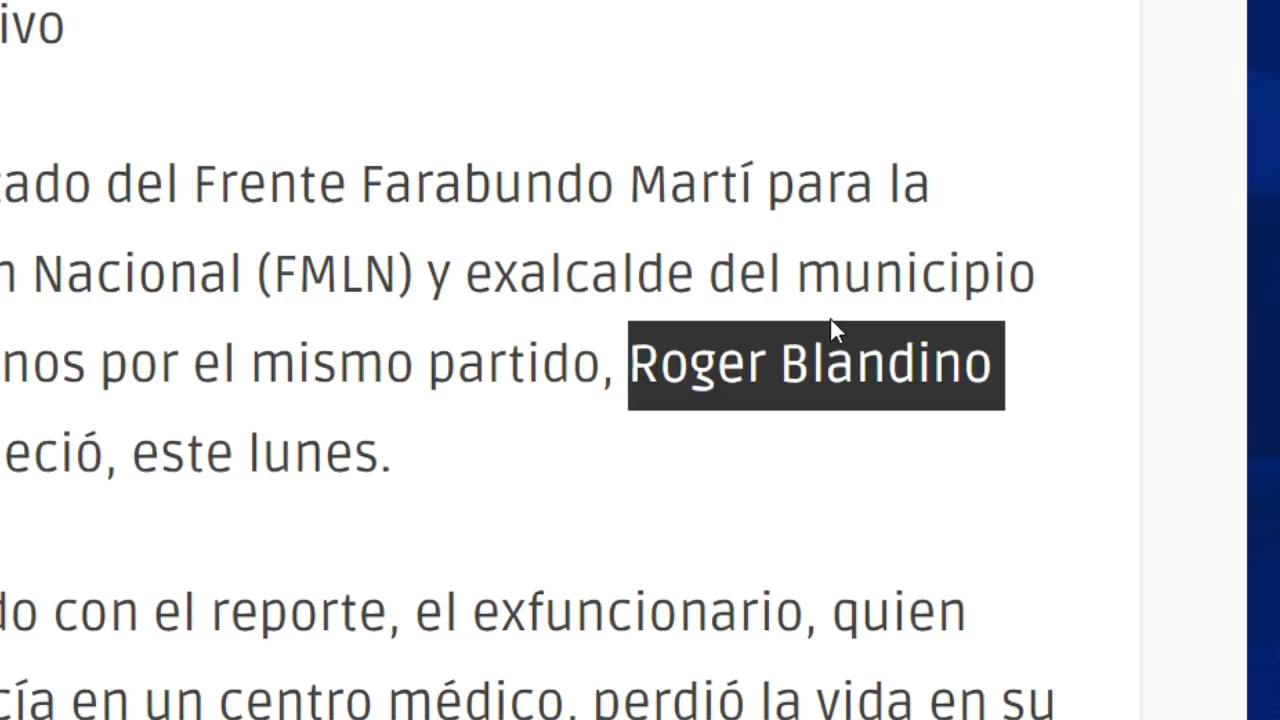 ivo
tado del Frente Farabundo Martí para la
n Nacional (FMLN) y exalcalde del municipio
nos por el mismo partido, Roger Blandino
eció, este lunes.
do con el reporte, el exfuncionario, quien
cía en un centro médico, perdió la vida en su